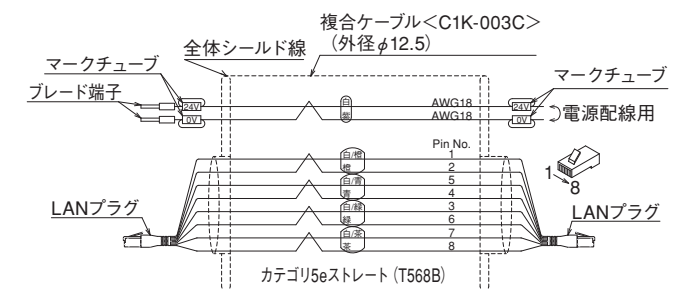 複合ケーブル＜C1K-003C＞
（外径φ12.5）
全体シールド線
マークチューブ
ブレード端子
マークチューブ
24V
0V
白
紫
AWG18
AWG18
24V
0V
電源配線用
Pin No.
白/橙 1
橙 2
白/青 5
青 4
白/緑 3
緑 6
白/茶 7
茶 8
1
8
LANプラグ
LANプラグ
カテゴリ5eストレート（T568B）